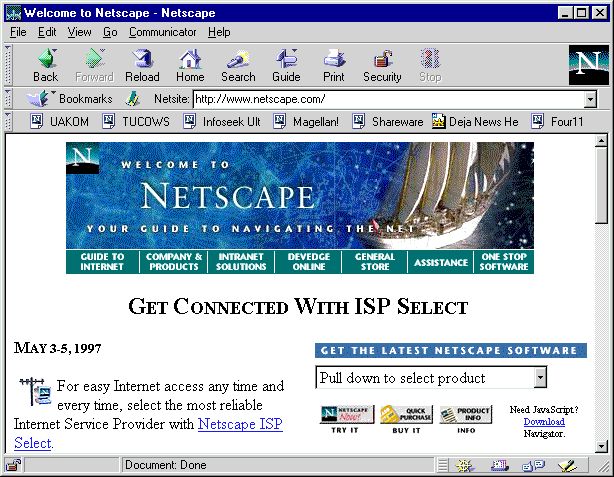 Welcome to Netscape - Netscape
File Edit View Go Communicator Help
Back Forward Reload Home Search Guide Print Security Stop
N
Bookmarks Netsite: http://www.netscape.com/
UAKOM TUCOWS Infoseek Ult Magellan! Shareware Deja News He Four11
N
WELCOME TO
NETSCAPE
YOUR GUIDE TO NAVIGATING THE NET
GUIDE TO INTERNET COMPANY & PRODUCTS INTRANET SOLUTIONS DEVEDGE ONLINE GENERAL STORE ASSISTANCE ONE STOP SOFTWARE
GET CONNECTED WITH ISP SELECT
MAY 3-5, 1997
For easy Internet access any time and
every time, select the most reliable
Internet Service Provider with Netscape ISP
Select.
GET THE LATEST NETSCAPE SOFTWARE
Pull down to select product
NETSCAPE Now! QUICK PURCHASE PRODUCT INFO
TRY IT BUY IT INFO
Need JavaScript?
Download
Navigator.
Document: Done